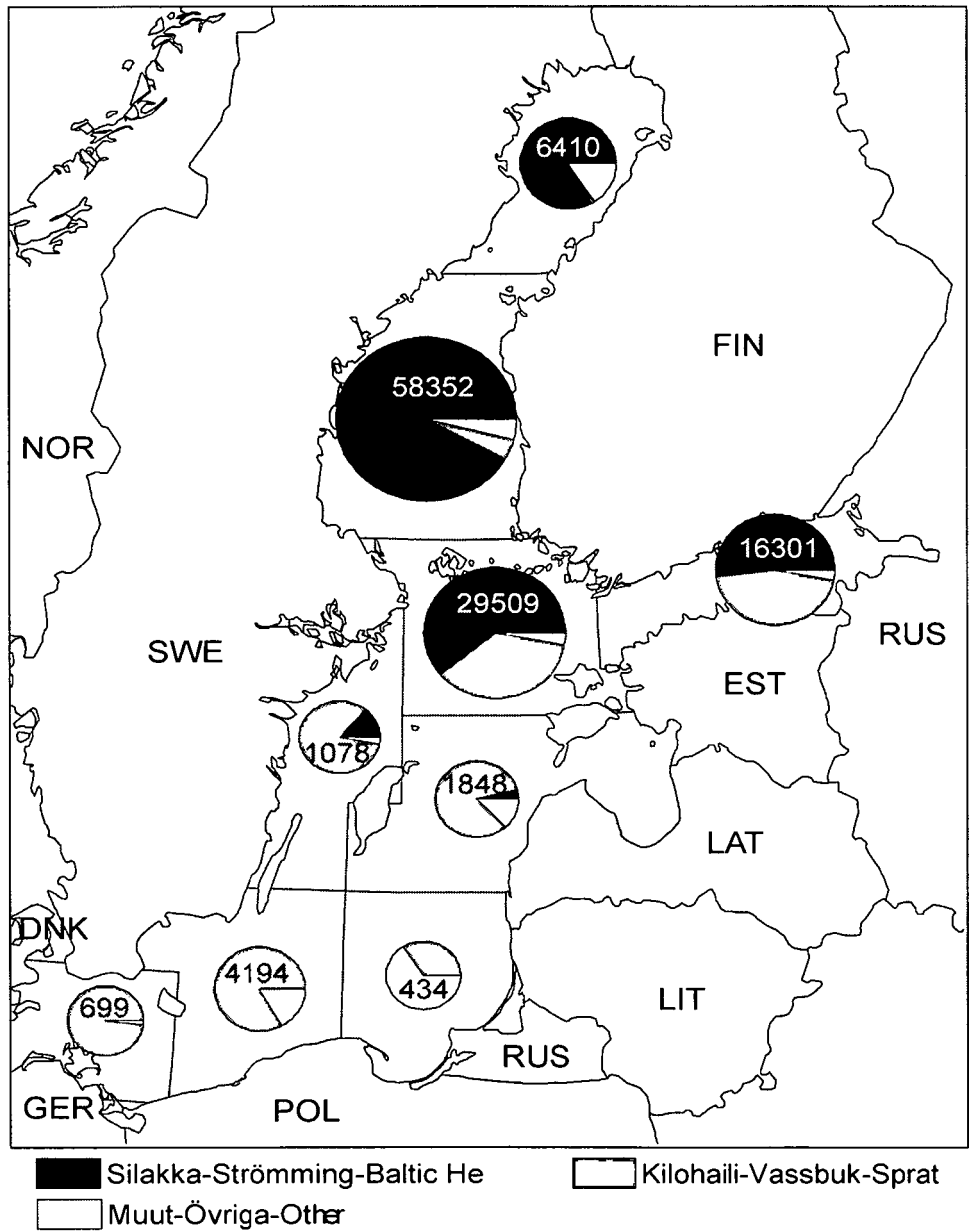 6410
FIN
58352
NOR
16301
29509
RUS
SWE
EST
1078
1848
LAT
DNK
4194
434
699
LIT
RUS
GER
POL
Silakka-Strömming-Baltic He
Kilohaili-Vassbuk-Sprat
Muut-Övriga-Other